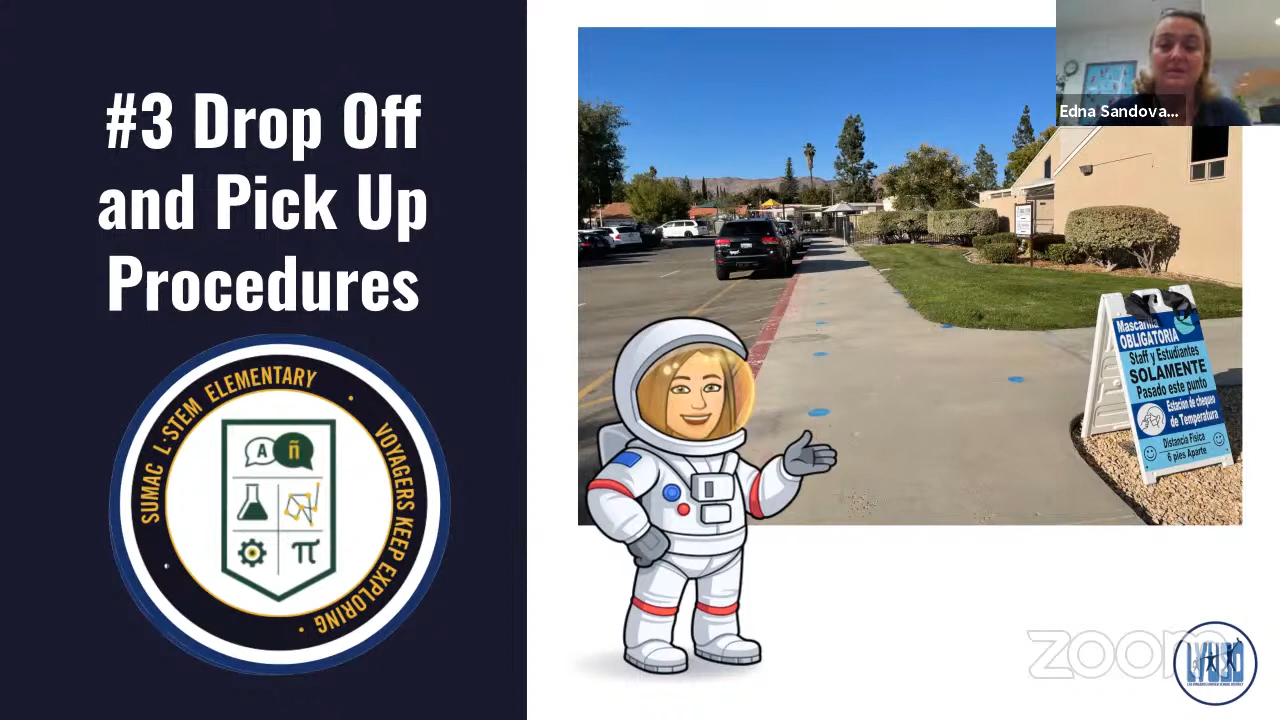 #3 Drop Off
and Pick Up
Procedures
SUMAC L·STEM ELEMENTARY
VOYAGERS KEEP EXPLORING
A ñ
π
Edna Sandova...
Mascarilla
OBLIGATORIA
Staff y Estudiantes
SOLAMENTE
Pasado este punto
Estacion de chequeo
de Temperatura
Distancia Fisica
6 pies Aparte
zoom
LVUSD